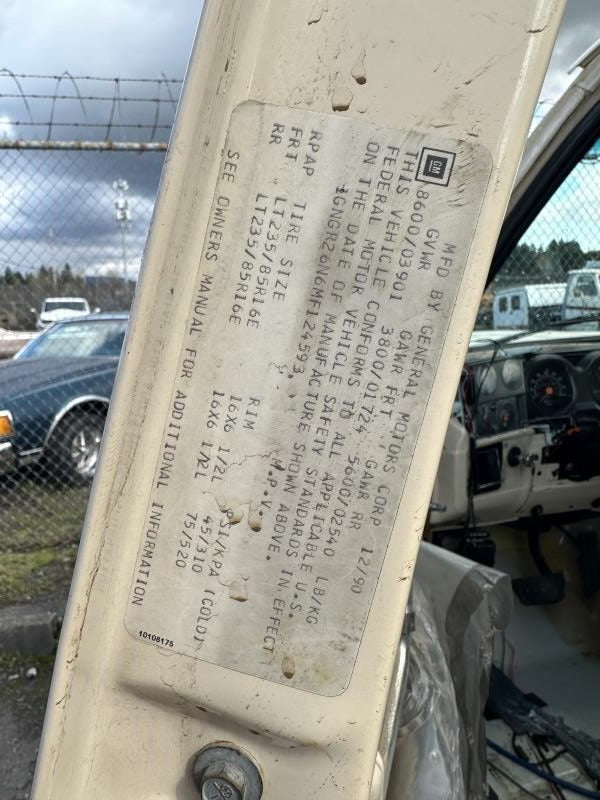 GM
MFD BY GENERAL MOTORS CORP 12/90
GVWR GAWR FRT GAWR RR
8600/03901 3800/01724 5600/02540 LB/KG
THIS VEHICLE CONFORMS TO ALL APPLICABLE U.S.
FEDERAL MOTOR VEHICLE SAFETY STANDARDS IN EFFECT
ON THE DATE OF MANUFACTURE SHOWN ABOVE.
1GNGR26N6MF124593 M.P.V.
RPAP TIRE SIZE RIM PSI/KPA (COLD)
FRT LT235/85R16E 16X6 1/2L 45/310
RR LT235/85R16E 16X6 1/2L 75/520
SEE OWNERS MANUAL FOR ADDITIONAL INFORMATION
10108175